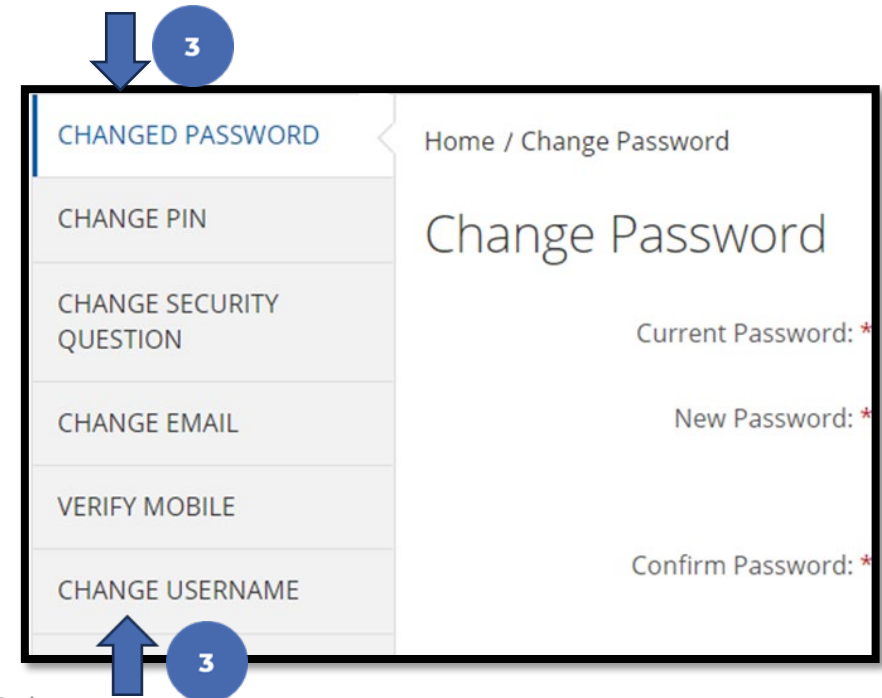 3
CHANGED PASSWORD
CHANGE PIN
CHANGE SECURITY
QUESTION
CHANGE EMAIL
VERIFY MOBILE
CHANGE USERNAME
Home / Change Password
Change Password
Current Password: *
New Password: *
Confirm Password: *
3